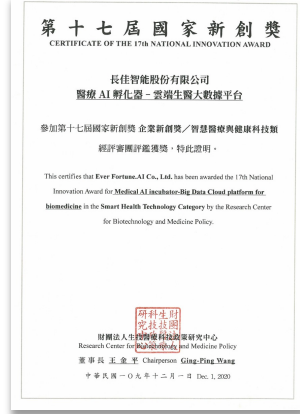 第十七屆國家新創獎
CERTIFICATE OF THE 17th NATIONAL INNOVATION AWARD
長佳智能股份有限公司
醫療 AI 孵化器－雲端生醫大數據平台
參加第十七屆國家新創獎 企業新創獎／智慧醫療與健康科技類
經評審團評鑑獲獎，特此證明。
This certifies that Ever Fortune.AI Co., Ltd. has been awarded the 17th National
Innovation Award for Medical AI incubator-Big Data Cloud platform for
biomedicine in the Smart Health Technology Category by the Research Center
for Biotechnology and Medicine Policy.
財團法人生技醫療科技政策研究中心
Research Center for Biotechnology and Medicine Policy
董事長 王金平 Chairperson Ging-Ping Wang
中華民國一〇九年十二月一日 Dec. 1, 2020